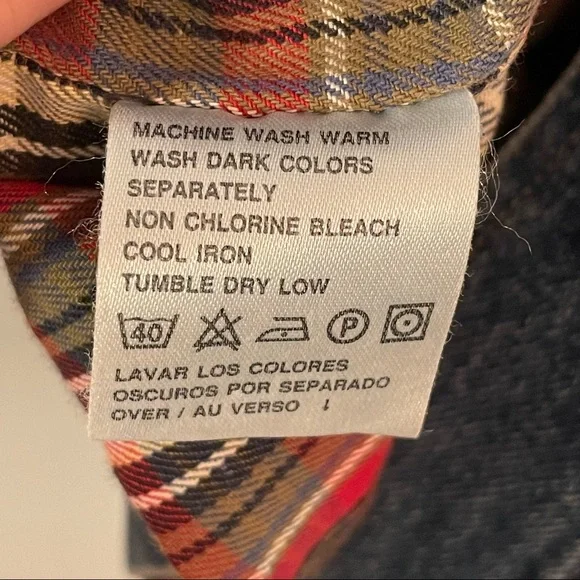 MACHINE WASH WARM
WASH DARK COLORS
SEPARATELY
NON CHLORINE BLEACH
COOL IRON
TUMBLE DRY LOW
40 P
LAVAR LOS COLORES
OSCUROS POR SEPARADO
OVER / AU VERSO ↓